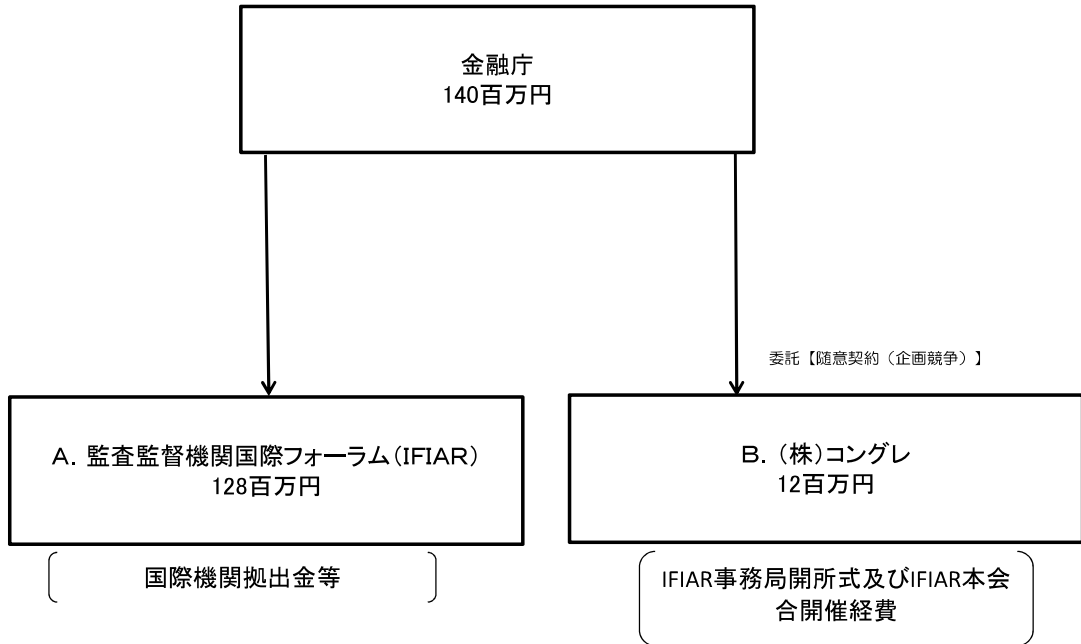 金融庁
140百万円
委託【随意契約（企画競争）】
A．監査監督機関国際フォーラム（IFIAR）
128百万円
B．（株）コングレ
12百万円
国際機関拠出金等
IFIAR事務局開所式及びIFIAR本会
合開催経費